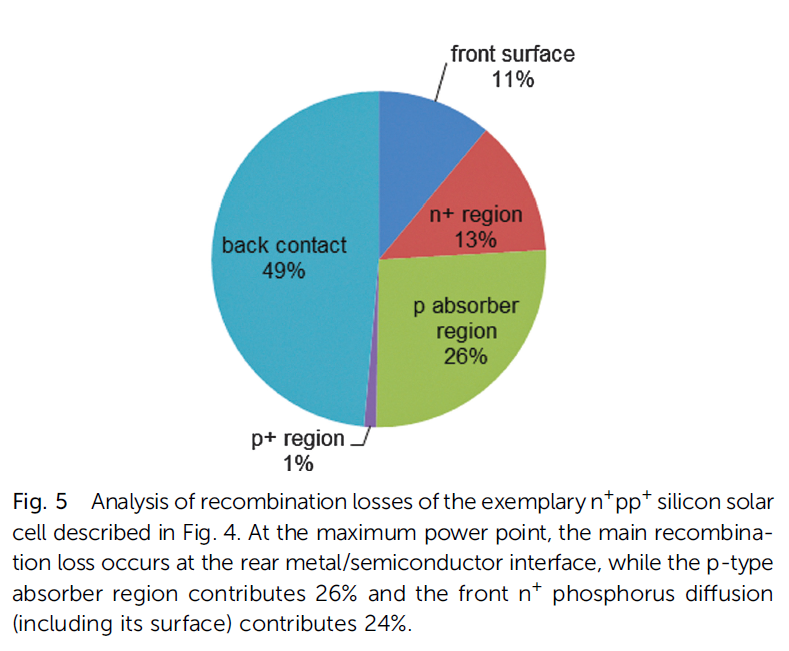 front surface
11%
n+ region
13%
back contact
49%
p absorber
region
26%
p+ region
1%
Fig. 5 Analysis of recombination losses of the exemplary n⁺pp⁺ silicon solar
cell described in Fig. 4. At the maximum power point, the main recombina-
tion loss occurs at the rear metal/semiconductor interface, while the p-type
absorber region contributes 26% and the front n⁺ phosphorus diffusion
(including its surface) contributes 24%.